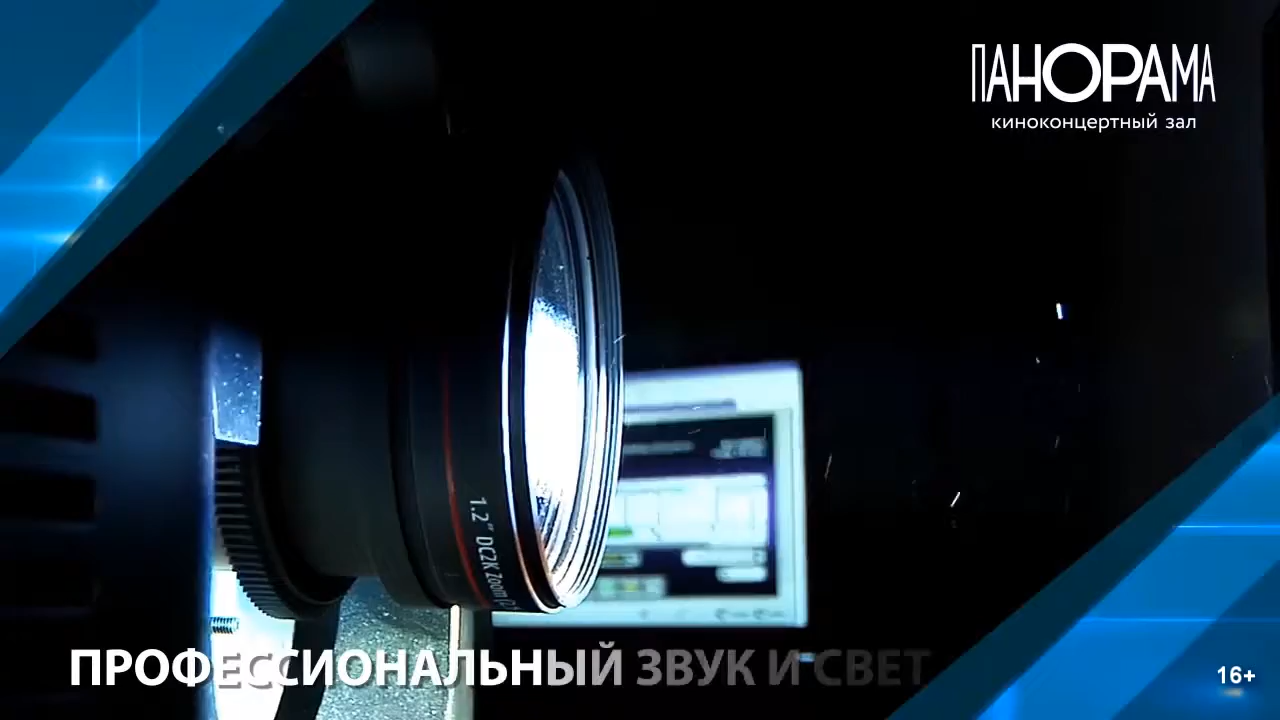 ПАНОРАМА
киноконцертный зал
1.2" DC2K Zoom
ПРОФЕССИОНАЛЬНЫЙ ЗВУК И СВЕТ
16+